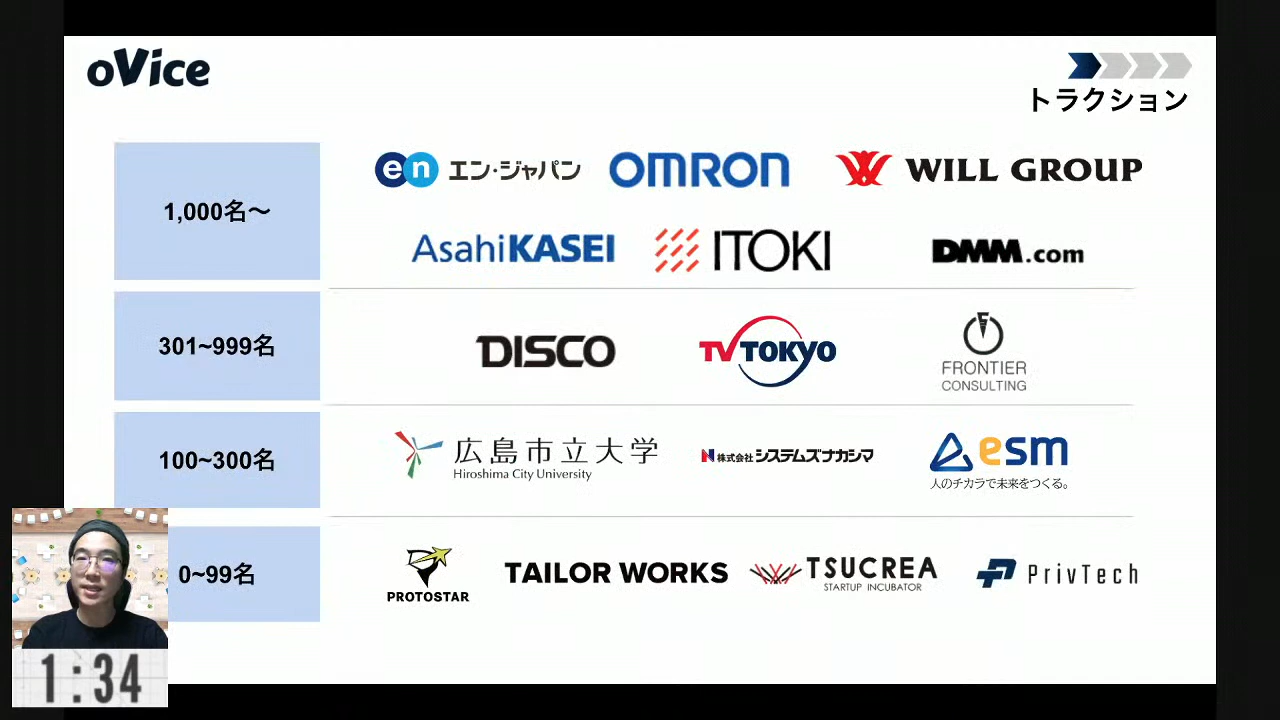 oVice
トラクション
1,000名〜
en エン・ジャパン
OMRON
WILL GROUP
AsahiKASEI
ITOKI
DMM.com
301~999名
DISCO
TV TOKYO
FRONTIER
CONSULTING
100~300名
広島市立大学
Hiroshima City University
株式会社システムズナカシマ
esm
人のチカラで未来をつくる。
0~99名
PROTOSTAR
TAILOR WORKS
TSUCREA
STARTUP INCUBATOR
PrivTech
1:34